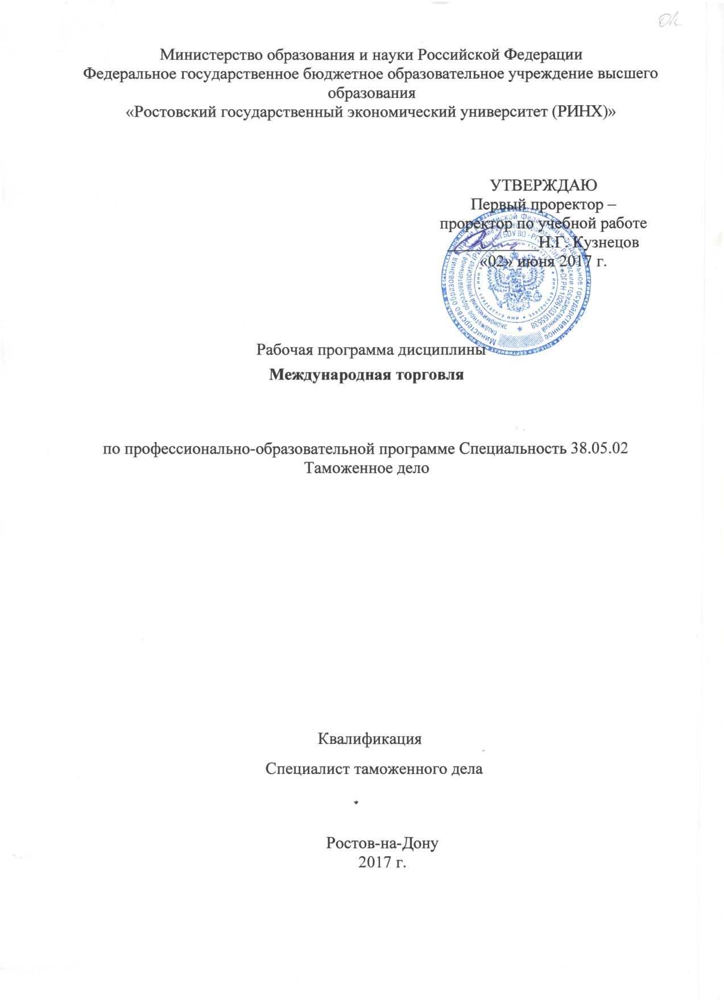 Ok
Министерство образования и науки Российской Федерации
Федеральное государственное бюджетное образовательное учреждение высшего
образования
«Ростовский государственный экономический университет (РИНХ)»
УТВЕРЖДАЮ
Первый проректор –
проректор по учебной работе
Н.Г. Кузнецов
«02» июня 2017 г.
Рабочая программа дисциплины
Международная торговля
по профессионально-образовательной программе Специальность 38.05.02
Таможенное дело
Квалификация
Специалист таможенного дела
Ростов-на-Дону
2017 г.